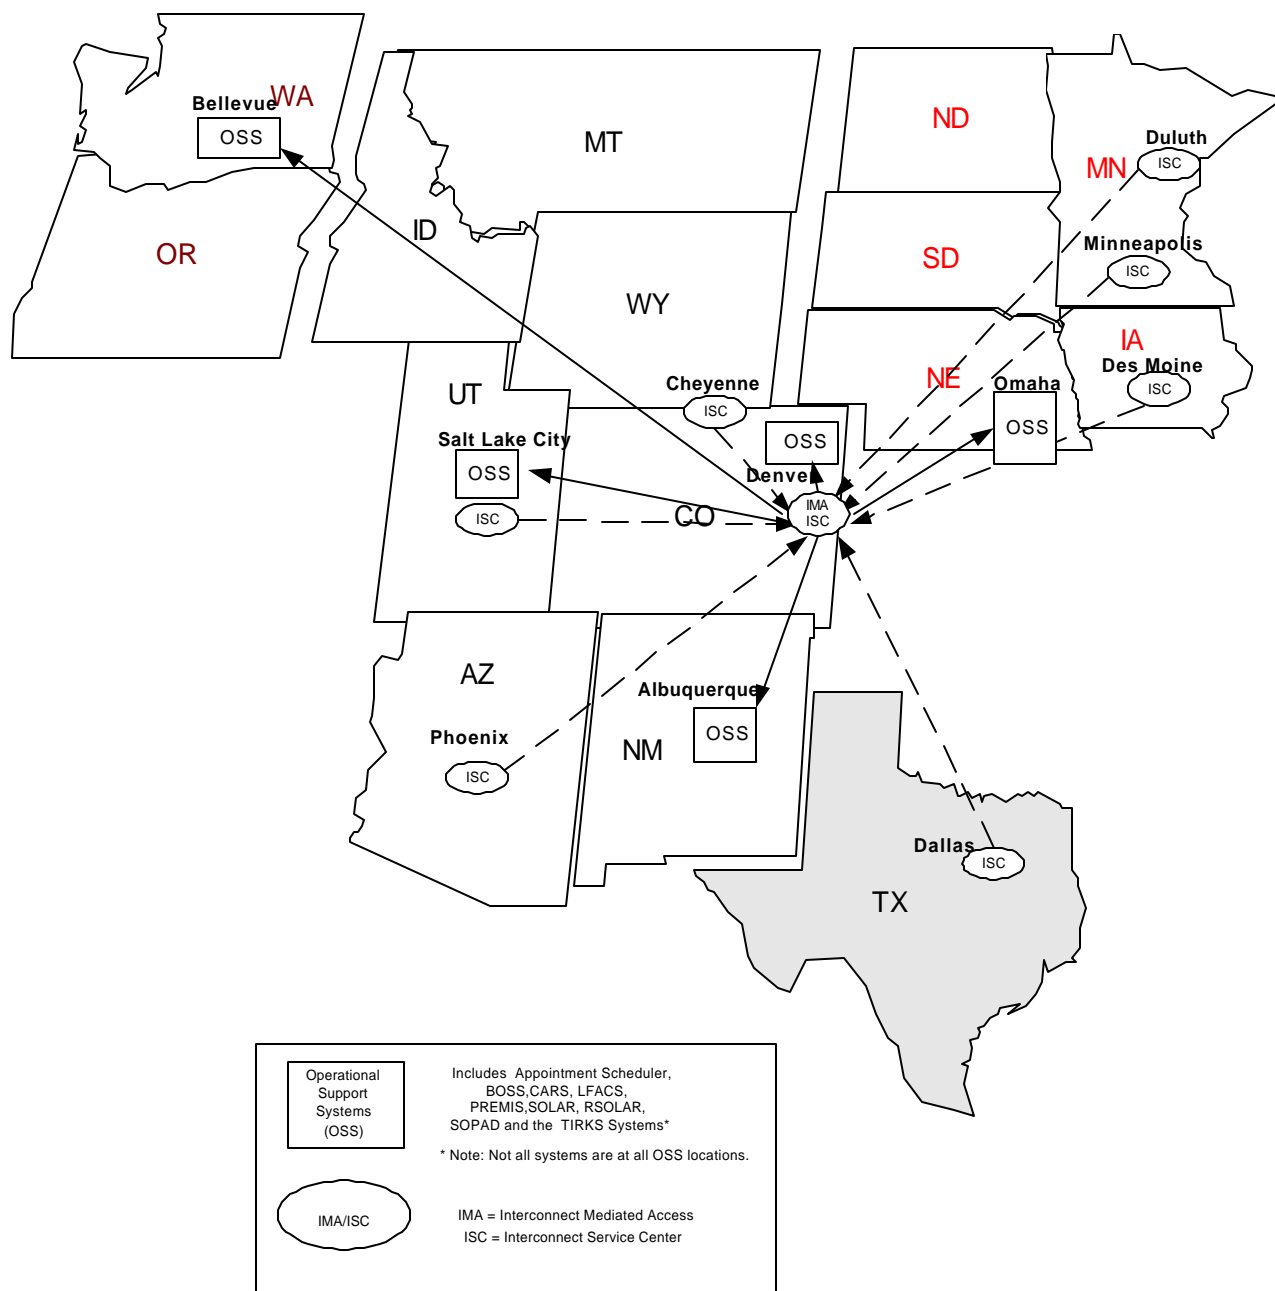 WA
Bellevue
OSS
MT
ND
Duluth
ISC
MN
OR
ID
SD
Minneapolis
ISC
WY
IA
UT
Cheyenne
ISC
NE
Omaha
OSS
Des Moine
ISC
Salt Lake City
OSS
ISC
OSS
Denve
IMA
ISC
CO
AZ
Phoenix
ISC
Albuquerque
OSS
NM
Dallas
ISC
TX
Operational
Support
Systems
(OSS)
Includes Appointment Scheduler,
BOSS,CARS, LFACS,
PREMIS,SOLAR, RSOLAR,
SOPAD and the TIRKS Systems*
* Note: Not all systems are at all OSS locations.
IMA/ISC
IMA = Interconnect Mediated Access
ISC = Interconnect Service Center